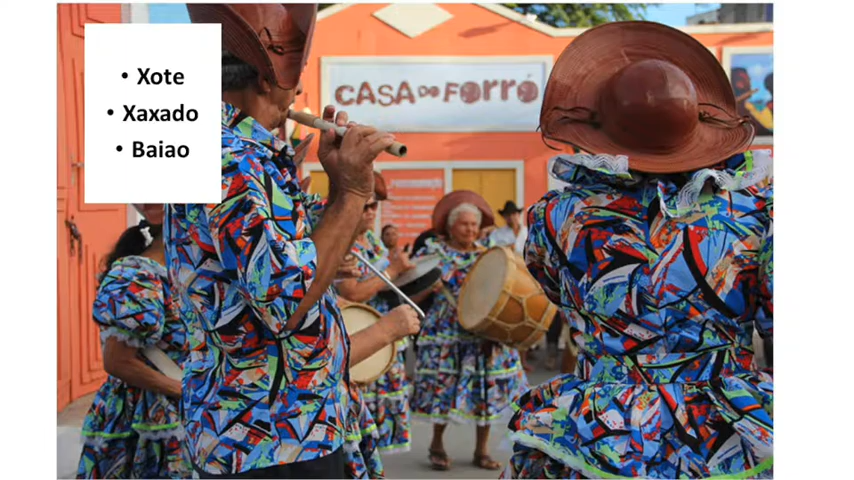 • Xote
• Xaxado
• Baiao
CASA DO FORRÓ